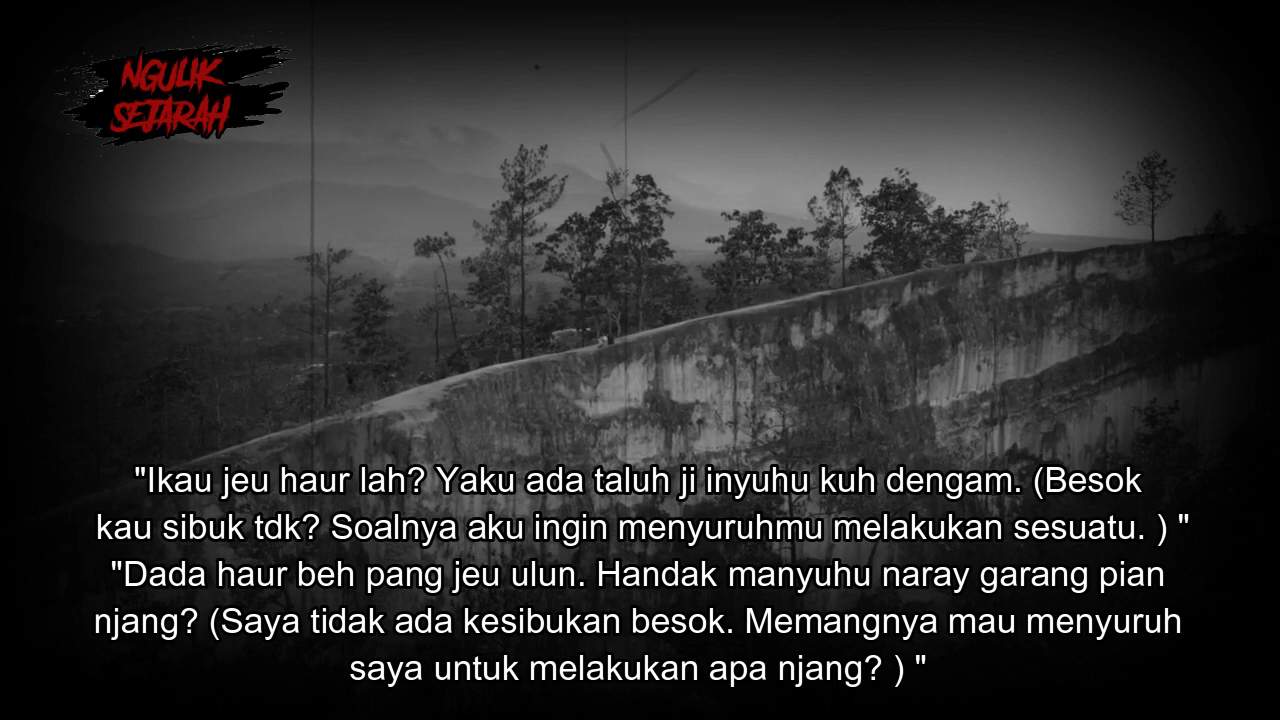 NGULIK
SEJARAH
"Ikau jeu haur lah? Yaku ada taluh ji inyuhu kuh dengam. (Besok
kau sibuk tdk? Soalnya aku ingin menyuruhmu melakukan sesuatu. ) "
"Dada haur beh pang jeu ulun. Handak manyuhu naray garang pian
njang? (Saya tidak ada kesibukan besok. Memangnya mau menyuruh
saya untuk melakukan apa njang? ) "